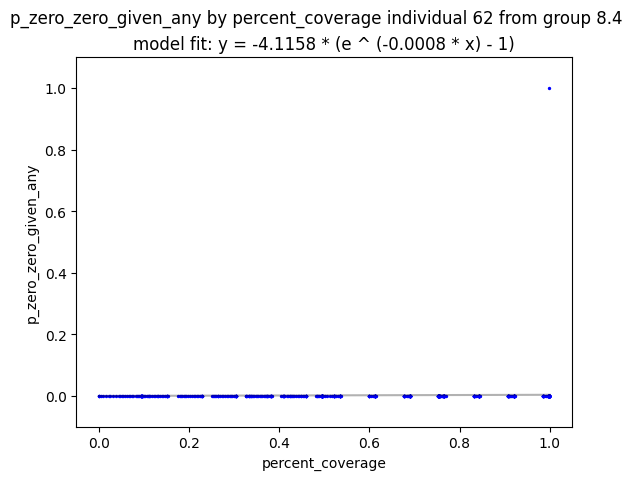 p_zero_zero_given_any by percent_coverage individual 62 from group 8.4
model fit: y = -4.1158 * (e ^ (-0.0008 * x) - 1)
1.0
0.8
0.6
0.4
0.2
0.0
p_zero_zero_given_any
0.0 0.2 0.4 0.6 0.8 1.0
percent_coverage